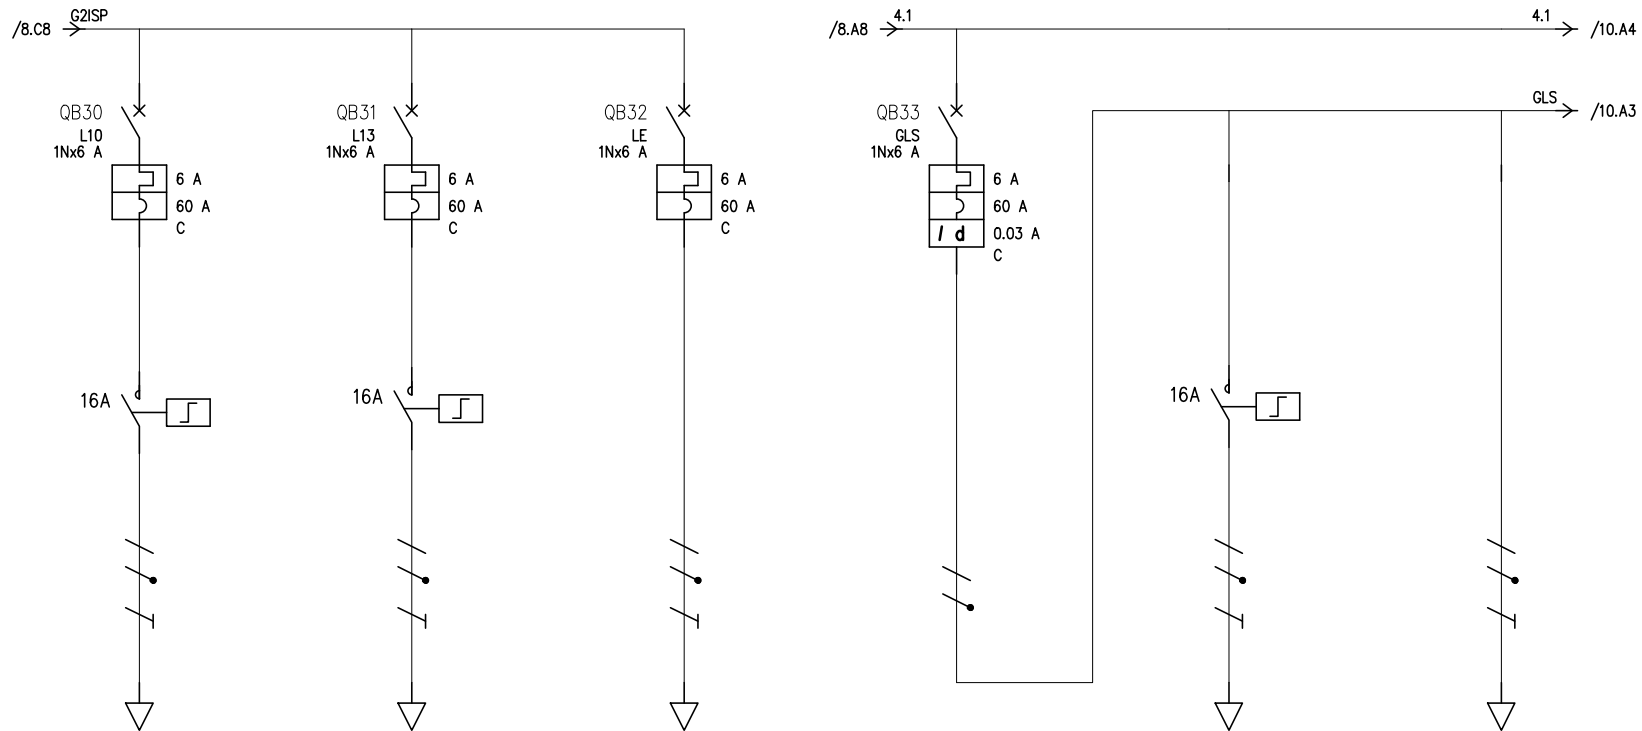 G2ISP
/8.C8
4.1
/8.A8
4.1
/10.A4
GLS
/10.A3
QB30
L10
1Nx6 A
6 A
60 A
C
QB31
L13
1Nx6 A
6 A
60 A
C
QB32
LE
1Nx6 A
6 A
60 A
C
QB33
GLS
1Nx6 A
6 A
60 A
I d
0.03 A
C
16A
16A
16A